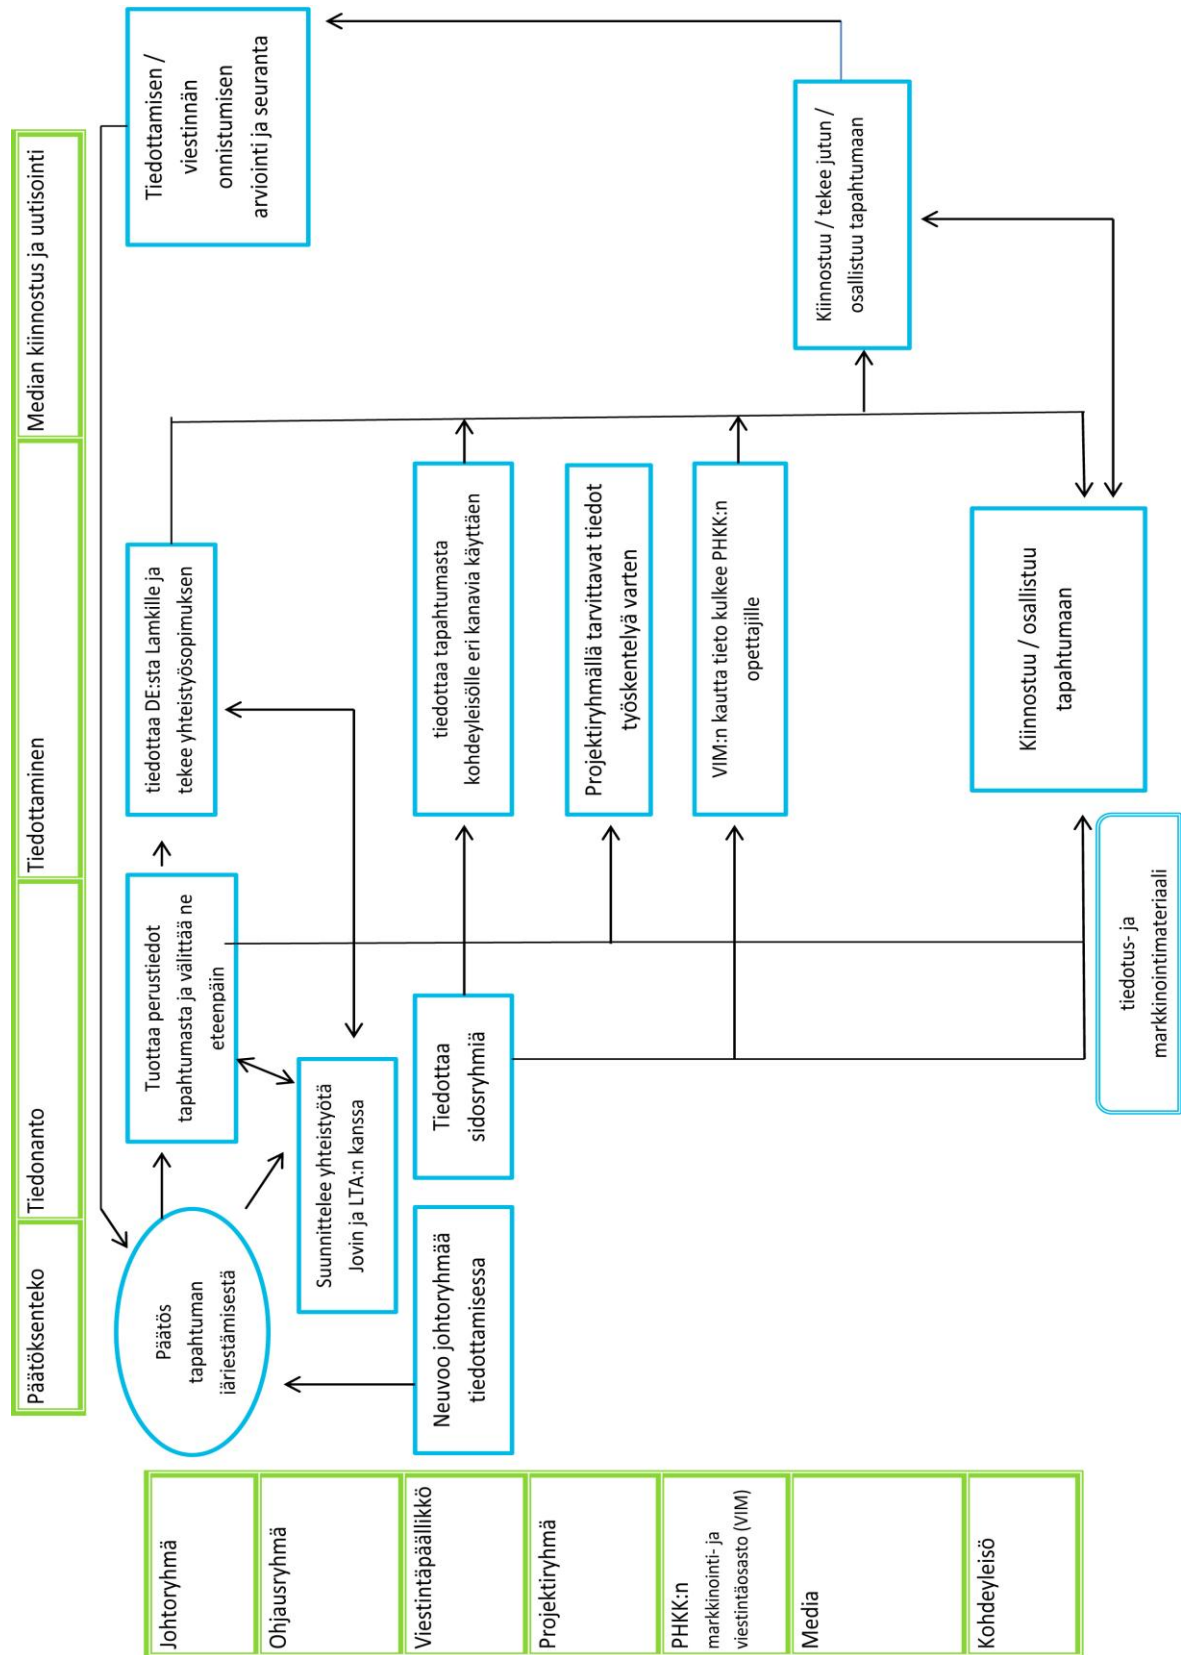 Päätöksenteko
Tiedonanto
Tiedottaminen
Median kiinnostus ja uutisointi
Johtoryhmä
Ohjausryhmä
Viestintäpäällikkö
Projektiryhmä
PHKK:n
markkinointi- ja
viestintäosasto (VIM)
Media
Kohdeyleisö
Päätös
tapahtuman
iäriestämisestä
Tuottaa perustiedot
tapahtumasta ja välittää ne
eteenpäin
tiedottaa DE:sta Lamkille ja
tekee yhteistyösopimuksen
Tiedottamisen /
viestinnän
onnistumisen
arviointi ja seuranta
Suunnittelee yhteistyötä
Jovin ja LTA:n kanssa
Neuvoo johtoryhmää
tiedottamisessa
Tiedottaa
sidosryhmiä
tiedottaa tapahtumasta
kohdeyleisölle eri kanavia käyttäen
Projektiryhmällä tarvittavat tiedot
työskentelyä varten
VIM:n kautta tieto kulkee PHKK:n
opettajille
Kiinnostuu / tekee jutun /
osallistuu tapahtumaan
Kiinnostuu / osallistuu
tapahtumaan
tiedotus- ja
markkinointimateriaali